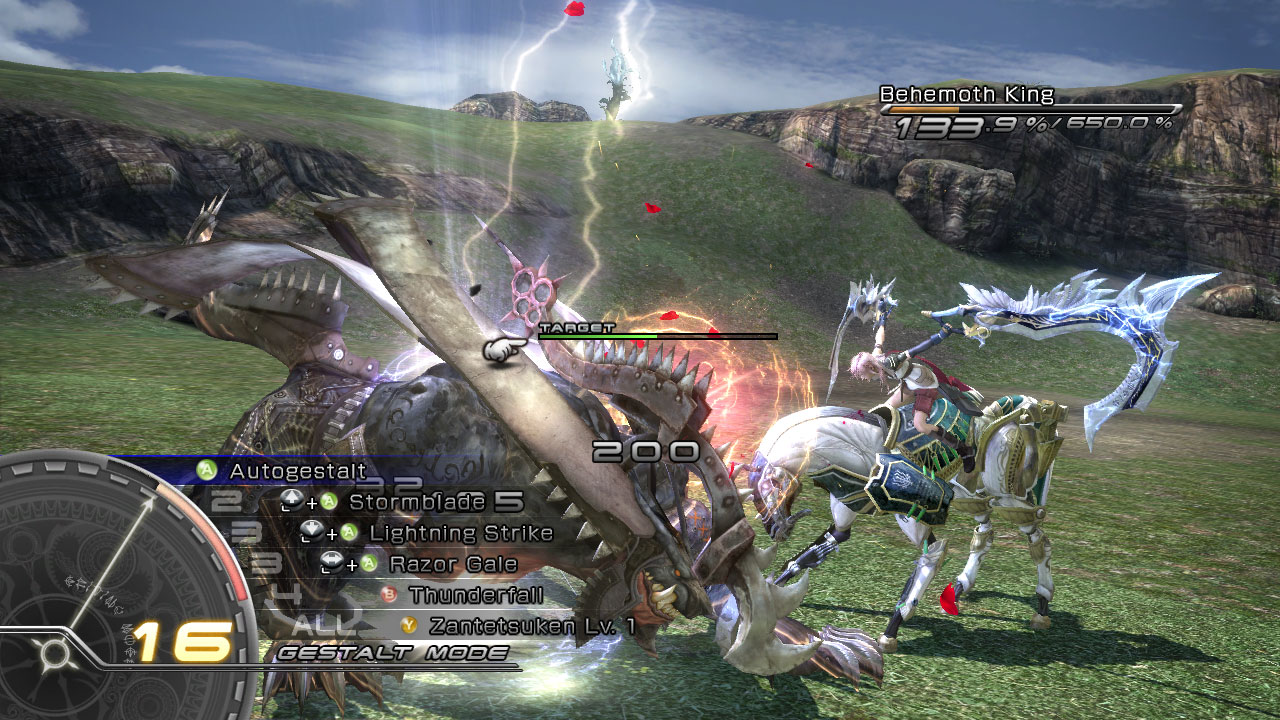 Behemoth King
133.9 %/650.0 %
TARGET
200
A Autogestalt
32
2 + A Stormblade 5
3 + A Lightning Strike
3 + A Razor Gale
4 B Thunderfall
ALL Y Zantetsuken Lv. 1
16
GESTALT MODE